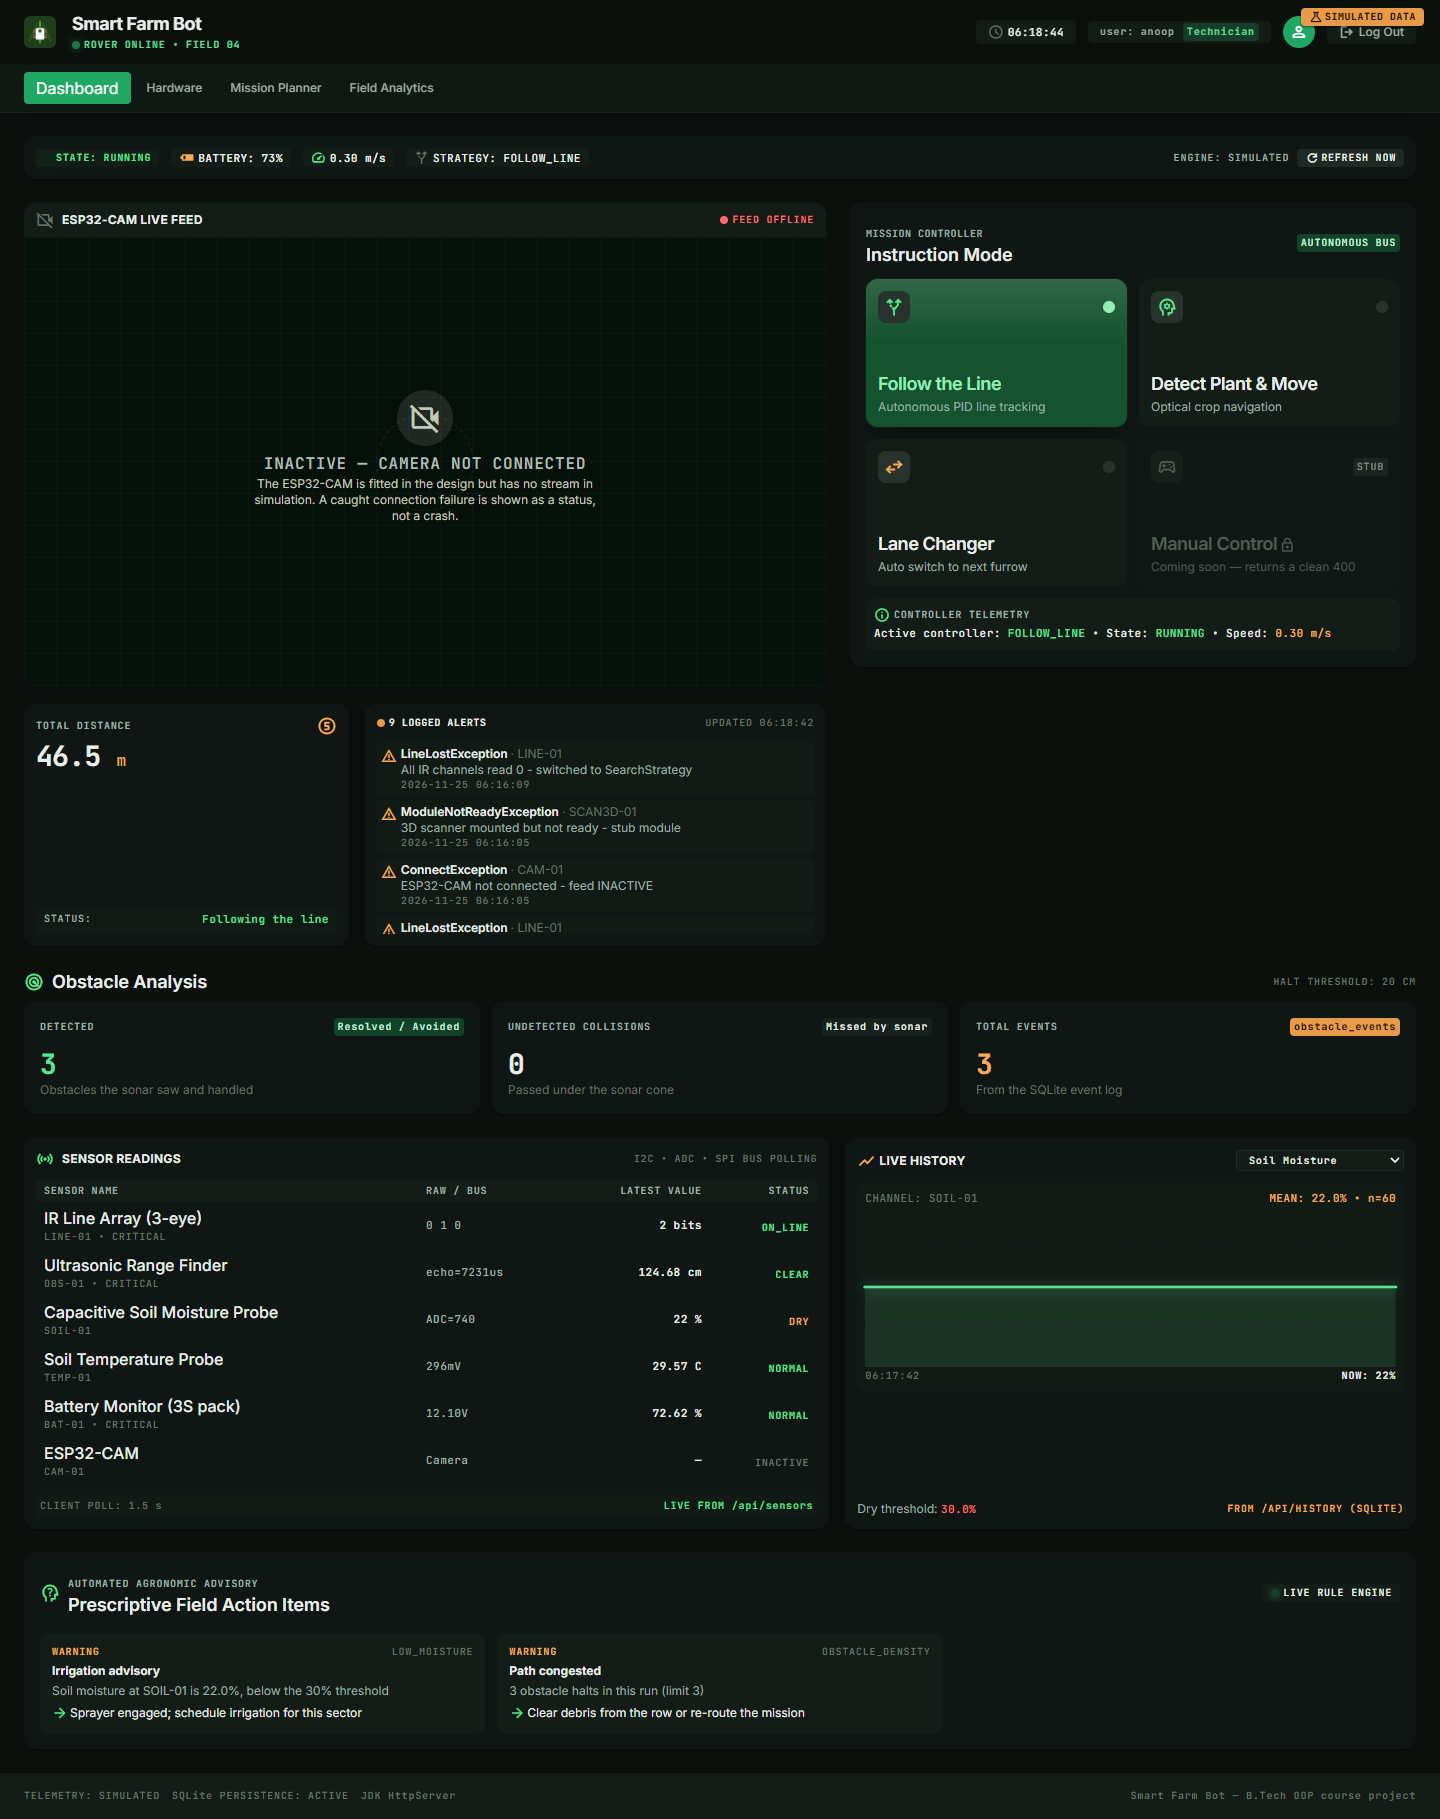 Smart Farm Bot
ROVER ONLINE • FIELD 04
06:18:44
user: anoop Technician
SIMULATED DATA
Log Out
Dashboard
Hardware
Mission Planner
Field Analytics
STATE: RUNNING
BATTERY: 73%
0.30 m/s
STRATEGY: FOLLOW_LINE
ENGINE: SIMULATED
REFRESH NOW
ESP32-CAM LIVE FEED
FEED OFFLINE
INACTIVE — CAMERA NOT CONNECTED
The ESP32-CAM is fitted in the design but has no stream in
simulation. A caught connection failure is shown as a status,
not a crash.
MISSION CONTROLLER
Instruction Mode
AUTONOMOUS BUS
Follow the Line
Autonomous PID line tracking
Detect Plant & Move
Optical crop navigation
Lane Changer
Auto switch to next furrow
STUB
Manual Control
Coming soon — returns a clean 400
CONTROLLER TELEMETRY
Active controller: FOLLOW_LINE • State: RUNNING • Speed: 0.30 m/s
TOTAL DISTANCE
46.5 m
STATUS:
Following the line
9 LOGGED ALERTS
UPDATED 06:18:42
LineLostException · LINE-01
All IR channels read 0 - switched to SearchStrategy
2026-11-25 06:16:09
ModuleNotReadyException · SCAN3D-01
3D scanner mounted but not ready - stub module
2026-11-25 06:16:05
ConnectException · CAM-01
ESP32-CAM not connected - feed INACTIVE
2026-11-25 06:16:05
LineLostException · LINE-01
Obstacle Analysis
HALT THRESHOLD: 20 CM
DETECTED
Resolved / Avoided
3
Obstacles the sonar saw and handled
UNDETECTED COLLISIONS
Missed by sonar
0
Passed under the sonar cone
TOTAL EVENTS
obstacle_events
3
From the SQLite event log
SENSOR READINGS
I2C • ADC • SPI BUS POLLING
SENSOR NAME RAW / BUS LATEST VALUE STATUS
IR Line Array (3-eye)
LINE-01 • CRITICAL
0 1 0
2 bits
ON_LINE
Ultrasonic Range Finder
OBS-01 • CRITICAL
echo=7231us
124.68 cm
CLEAR
Capacitive Soil Moisture Probe
SOIL-01
ADC=740
22 %
DRY
Soil Temperature Probe
TEMP-01
296mV
29.57 C
NORMAL
Battery Monitor (3S pack)
BAT-01 • CRITICAL
12.10V
72.62 %
NORMAL
ESP32-CAM
CAM-01
Camera
—
INACTIVE
CLIENT POLL: 1.5 s
LIVE FROM /api/sensors
LIVE HISTORY
Soil Moisture
CHANNEL: SOIL-01
MEAN: 22.0% • n=60
06:17:42
NOW: 22%
Dry threshold: 30.0%
FROM /API/HISTORY (SQLITE)
AUTOMATED AGRONOMIC ADVISORY
Prescriptive Field Action Items
LIVE RULE ENGINE
WARNING
LOW_MOISTURE
Irrigation advisory
Soil moisture at SOIL-01 is 22.0%, below the 30% threshold
→ Sprayer engaged; schedule irrigation for this sector
WARNING
OBSTACLE_DENSITY
Path congested
3 obstacle halts in this run (limit 3)
→ Clear debris from the row or re-route the mission
TELEMETRY: SIMULATED SQLite PERSISTENCE: ACTIVE JDK HttpServer
Smart Farm Bot — B.Tech OOP course project